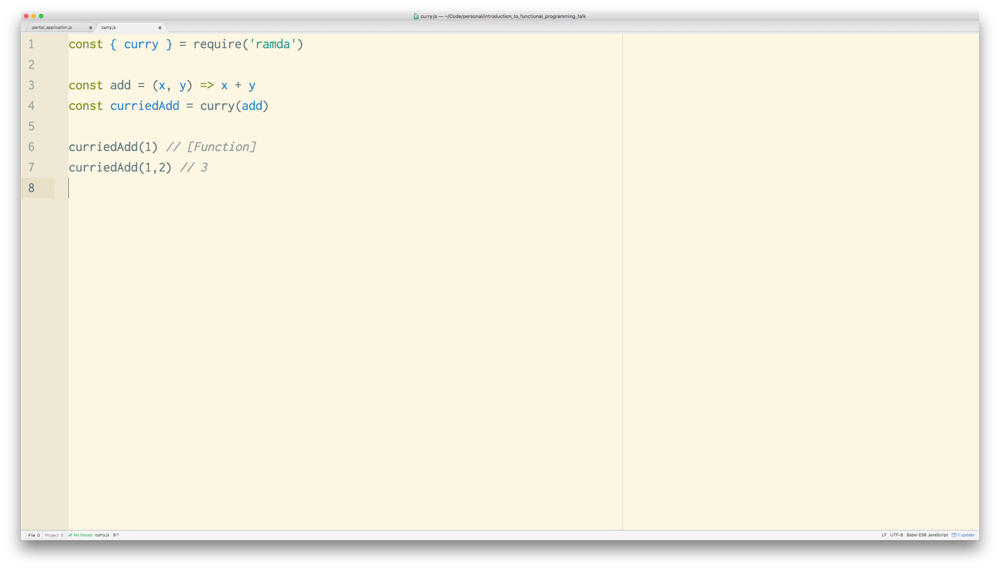 curry.js — ~/Code/personal/introduction_to_functional_programming_talk
partial_application.js curry.js
1 const { curry } = require('ramda')
2
3 const add = (x, y) => x + y
4 const curriedAdd = curry(add)
5
6 curriedAdd(1) // [Function]
7 curriedAdd(1,2) // 3
8
File 0 Project 0 No Issues curry.js 8:1 LF UTF-8 Babel ES6 JavaScript 1 update